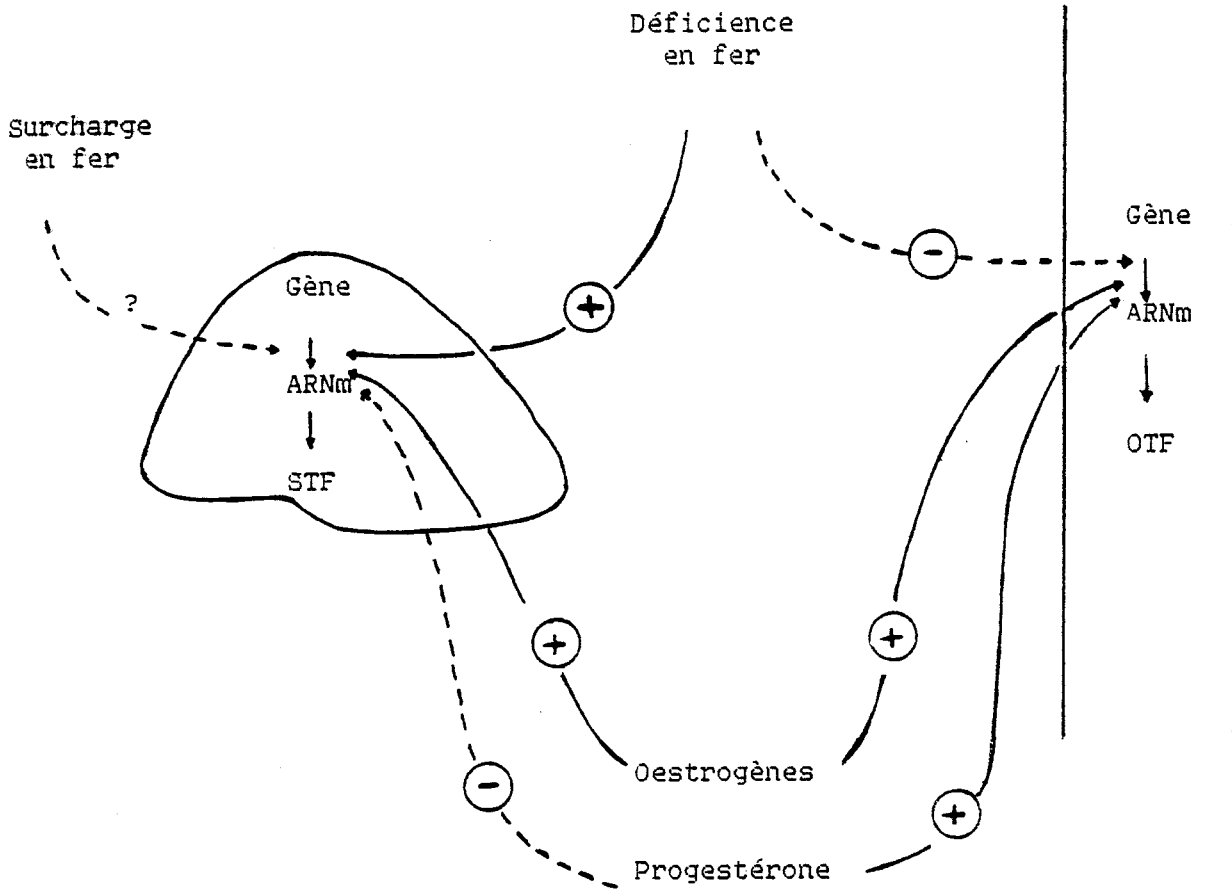 Déficience
en fer
Surcharge
en fer
?
Gène
ARNm
STF
+
-
Gène
ARNm
OTF
+
+
Oestrogènes
-
+
Progestérone